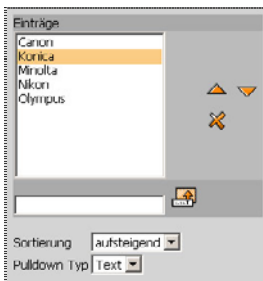 Einträge
Canon
Konica
Minolta
Nikon
Olympus
Sortierung aufsteigend
Pulldown Typ Text